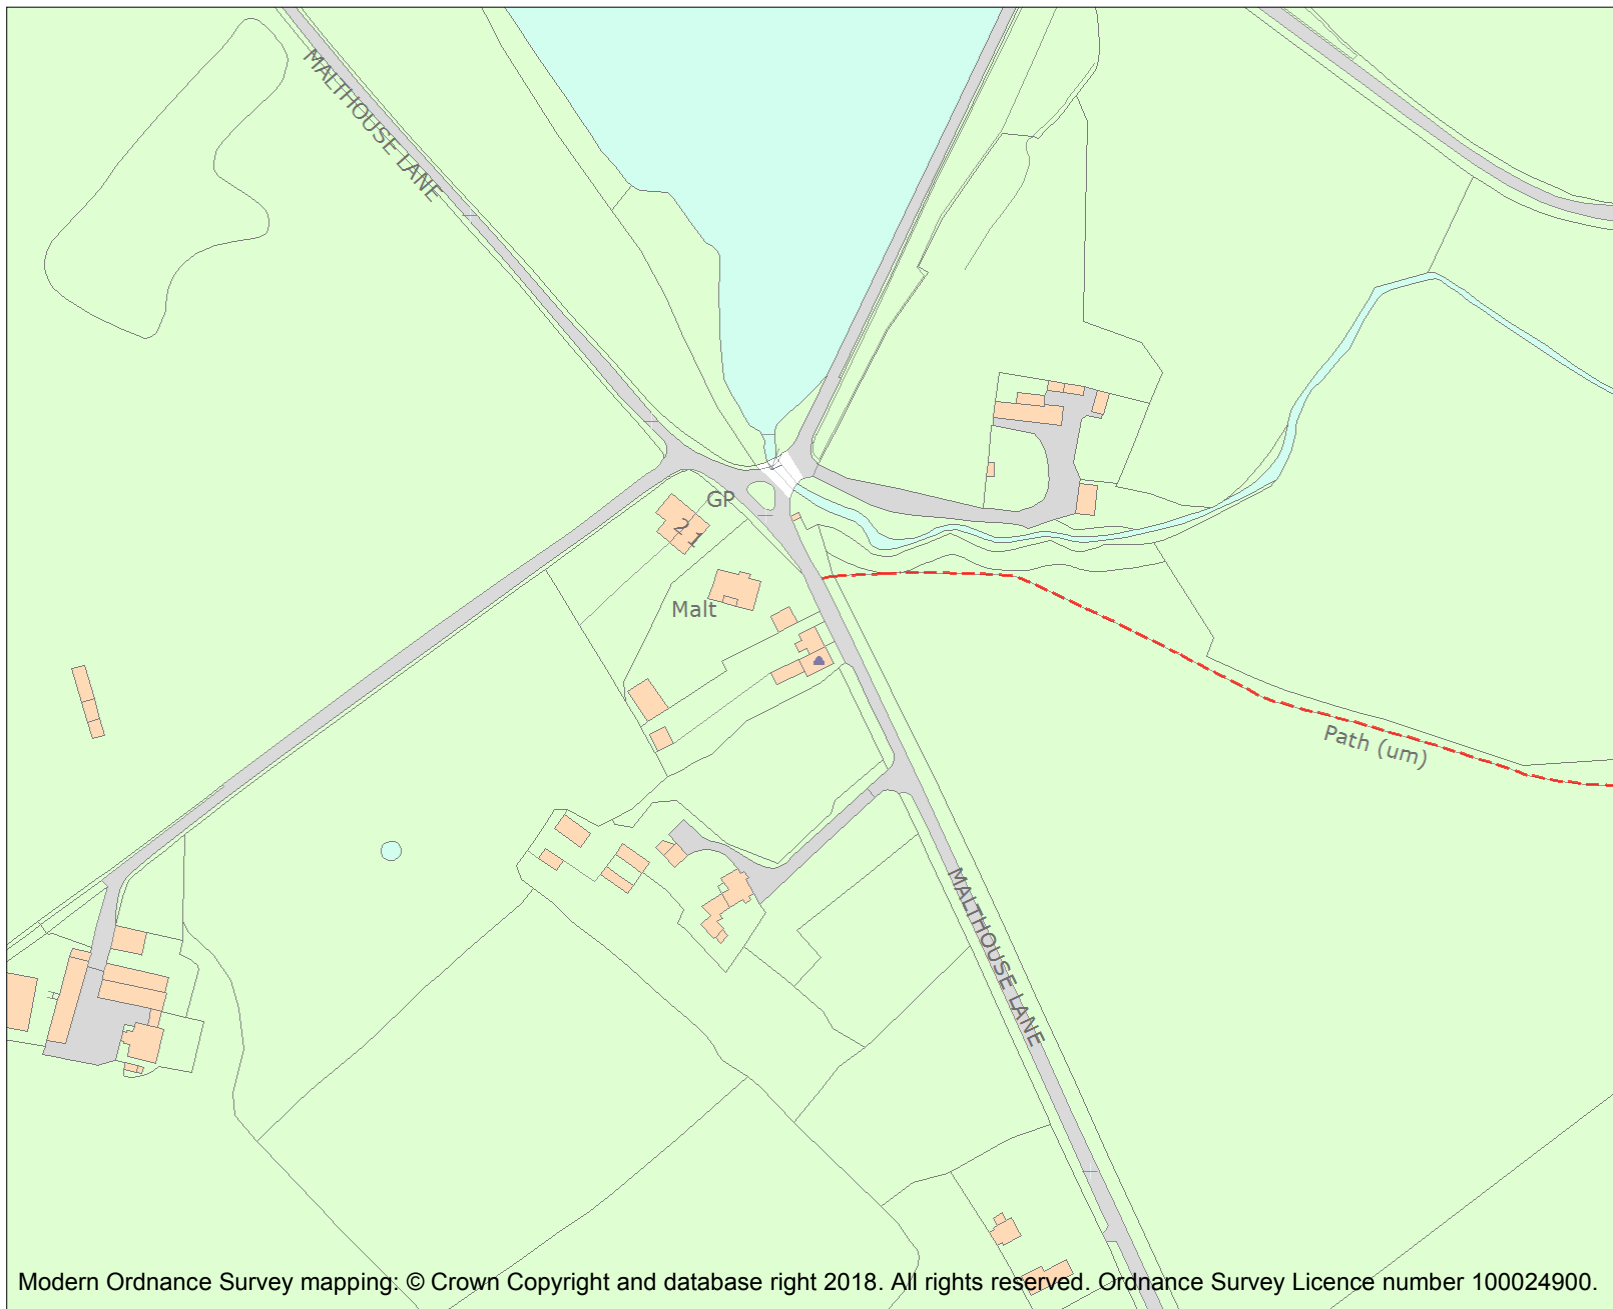 MALTHOUSE LANE
GP
2 1
Malt
Path (um)
MALTHOUSE LANE
Modern Ordnance Survey mapping: © Crown Copyright and database right 2018. All rights reserved. Ordnance Survey Licence number 100024900.